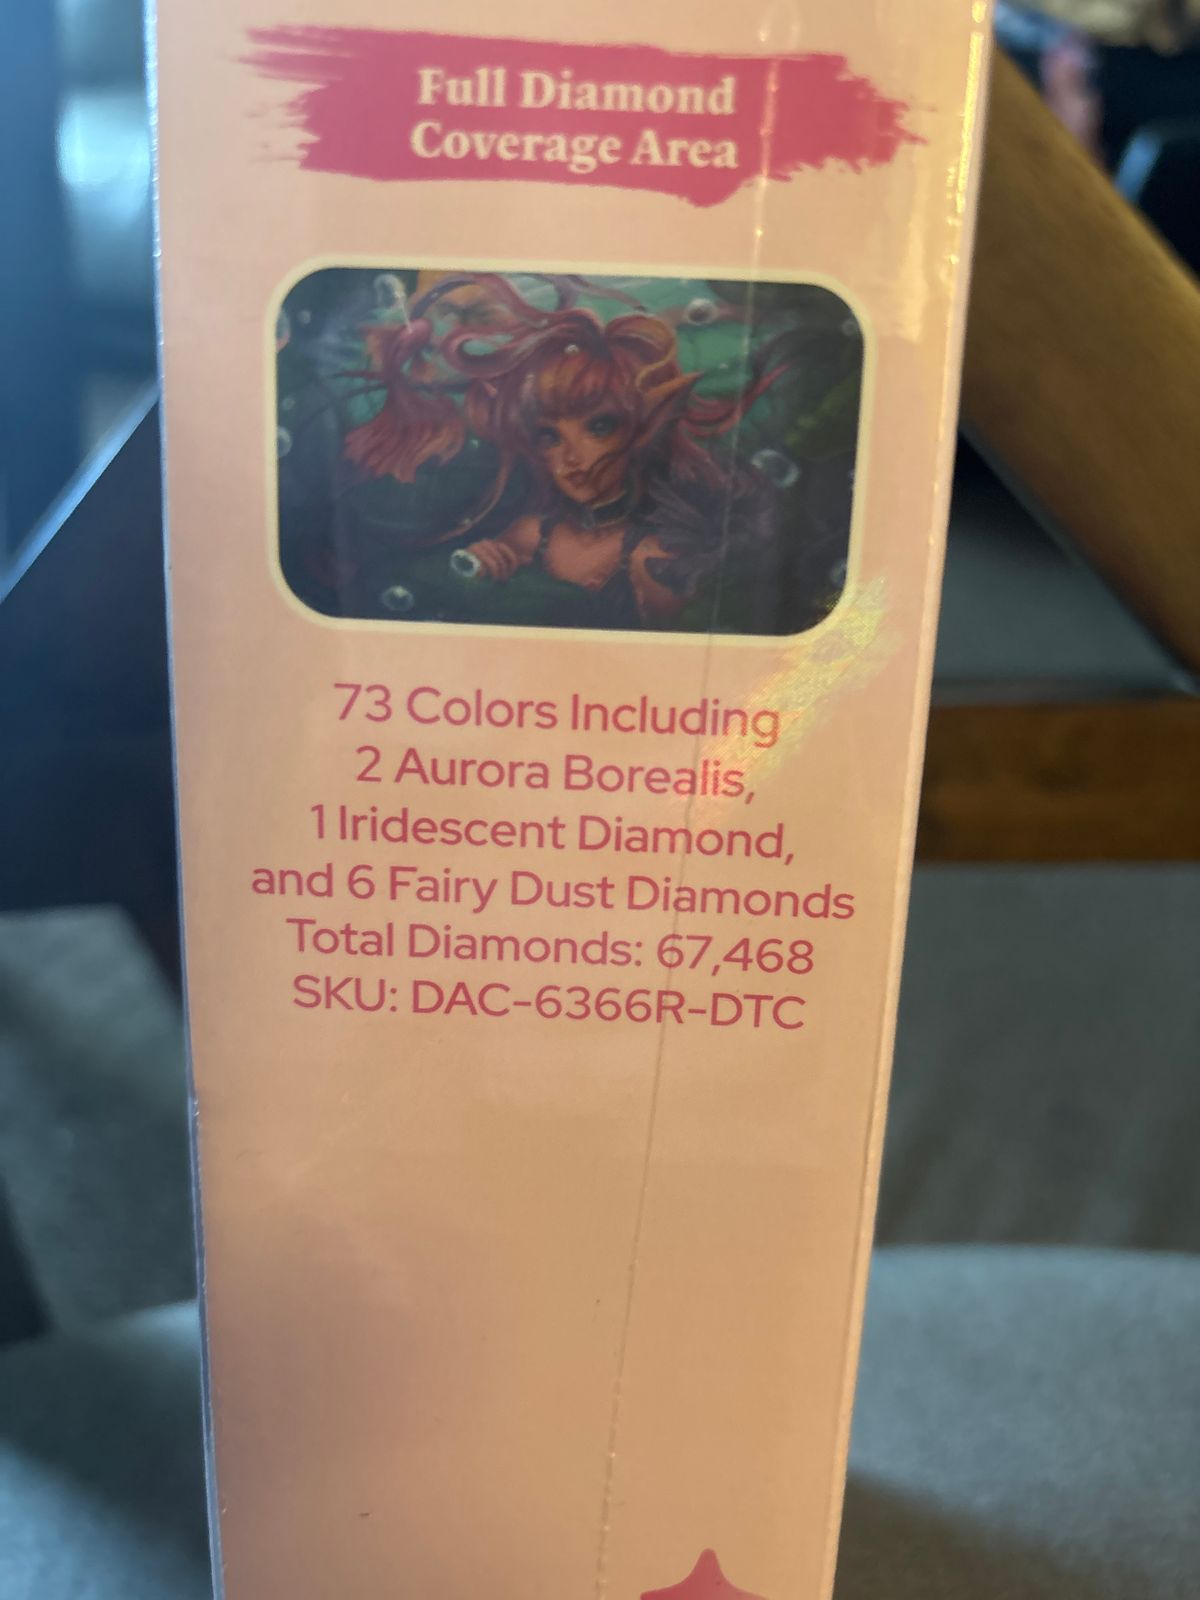 Full Diamond
Coverage Area
73 Colors Including
2 Aurora Borealis,
1 Iridescent Diamond,
and 6 Fairy Dust Diamonds
Total Diamonds: 67,468
SKU: DAC-6366R-DTC